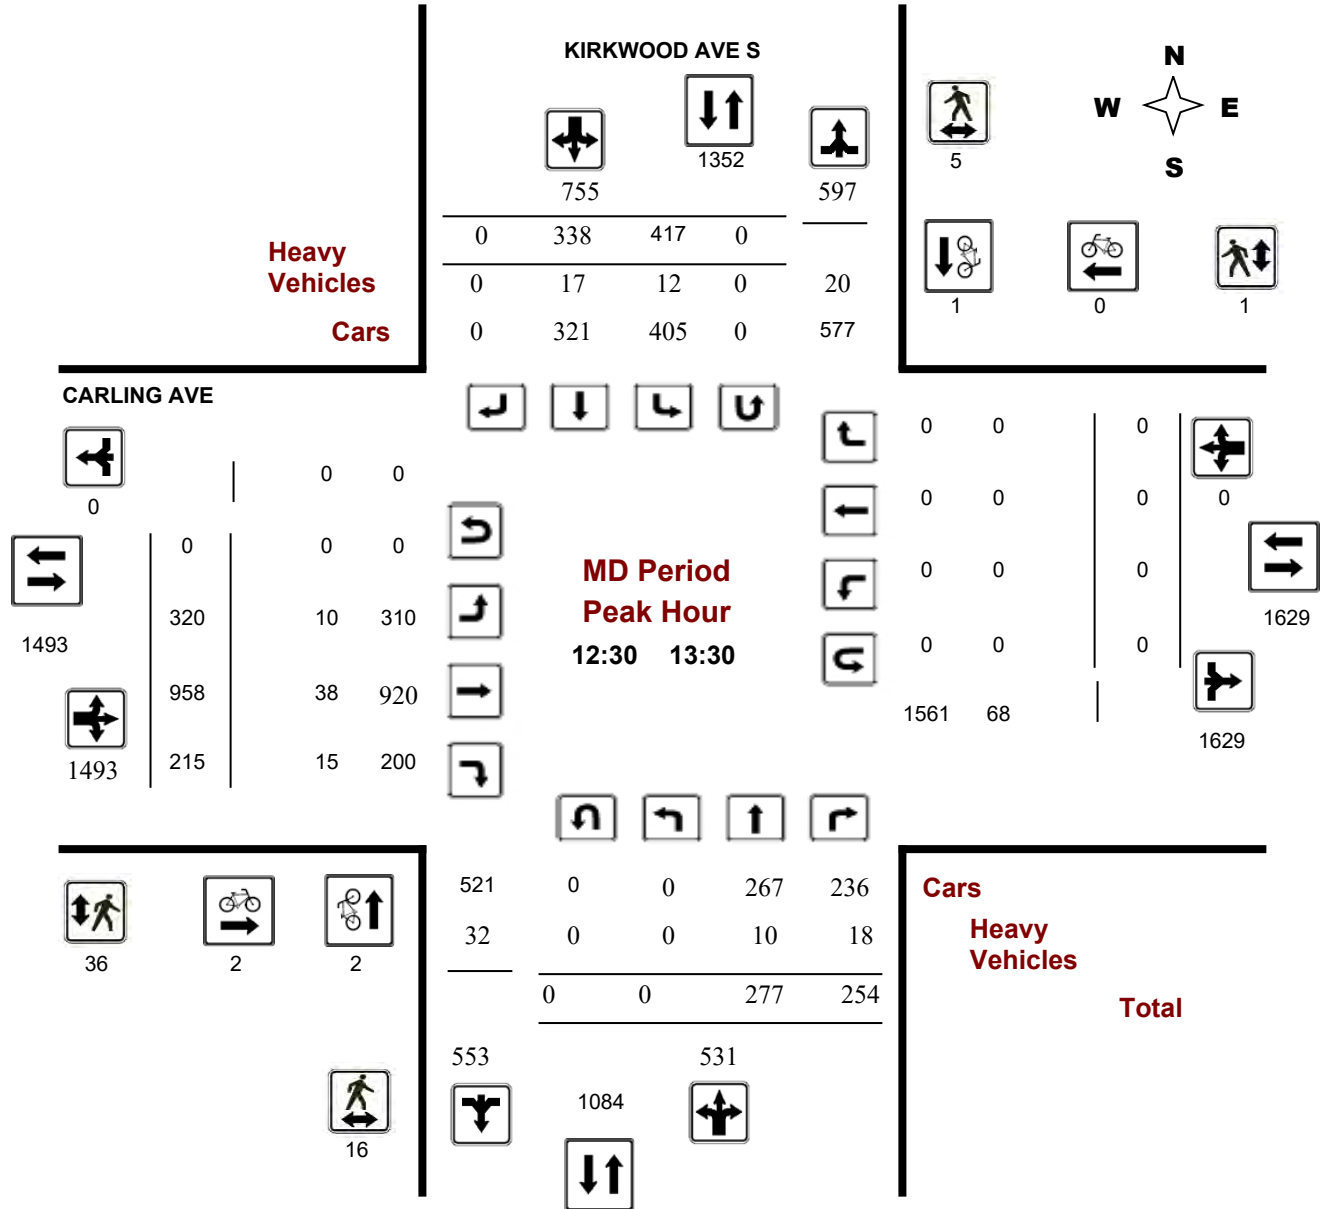 KIRKWOOD AVE S
N
W E
S
1352
5
755 597
0 338 417 0
Heavy
Vehicles 0 17 12 0 20
1 0 1
Cars 0 321 405 0 577
CARLING AVE
0 0 0
0 0
0 0 0 0
0
0 0 0
MD Period
0 0 0
320 10 310 Peak Hour
1629
1493
12:30 13:30 0 0 0
958 38 920
1561 68
1629
1493 215 15 200
521 0 0 267 236 Cars
32 0 0 10 18 Heavy
Vehicles
36 2 2
0 0 277 254 Total
553 531
1084
16